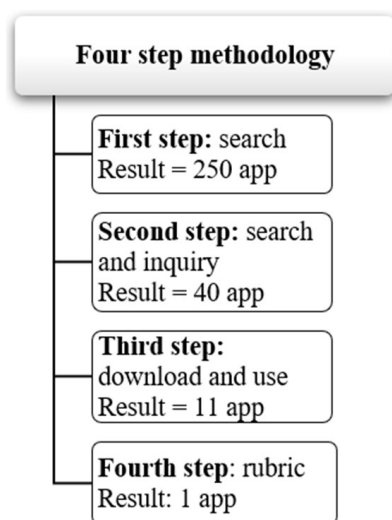 Four step methodology
First step: search
Result = 250 app
Second step: search
and inquiry
Result = 40 app
Third step:
download and use
Result = 11 app
Fourth step: rubric
Result: 1 app